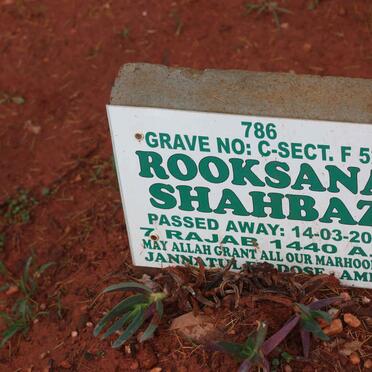 786
GRAVE NO: C-SECT. F 5
ROOKSANA
SHAHBAZ
PASSED AWAY: 14-03-20
7 RAJAB 1440 A.
MAY ALLAH GRANT ALL OUR MARHOO
JANNATUL